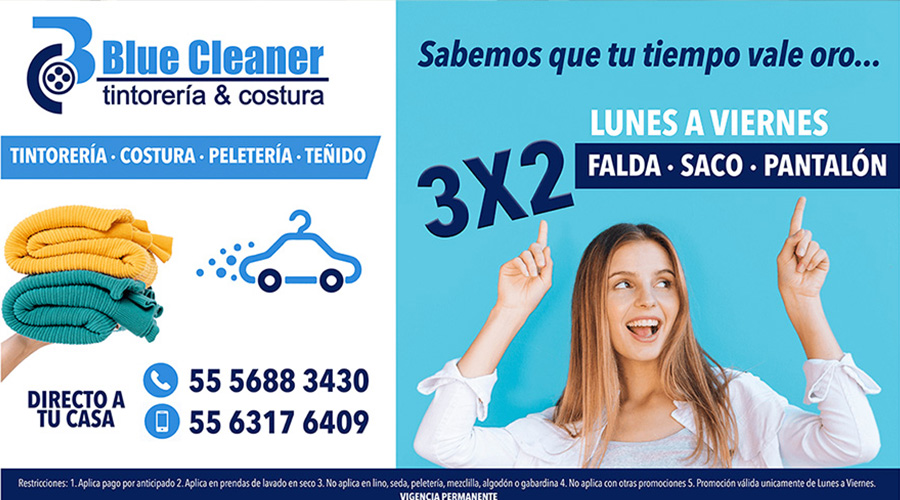 Blue Cleaner
tintorería & costura
TINTORERÍA · COSTURA · PELETERÍA · TEÑIDO
DIRECTO A
TU CASA
55 5688 3430
55 6317 6409
Sabemos que tu tiempo vale oro...
LUNES A VIERNES
3X2
FALDA · SACO · PANTALÓN
Restricciones: 1. Aplica pago por anticipado 2. Aplica en prendas de lavado en seco 3. No aplica en lino, seda, peletería, mezclilla, algodón o gabardina 4. No aplica con otras promociones 5. Promoción válida unicamente de Lunes a Viernes.
VIGENCIA PERMANENTE